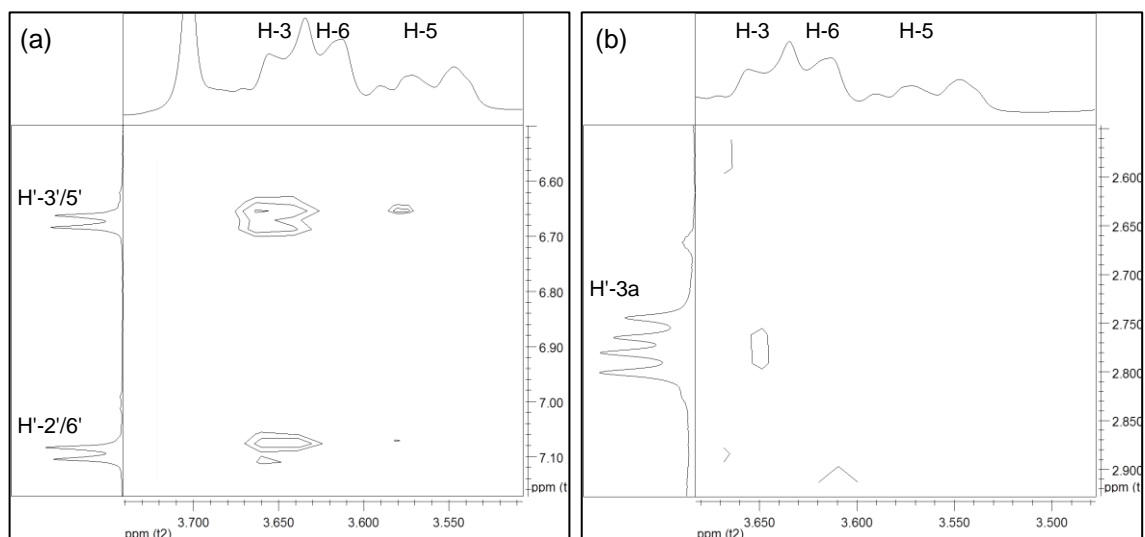 (a)
H-3 H-6 H-5
H'-3'/5'
H'-2'/6'
6.60
6.70
6.80
6.90
7.00
7.10
ppm (t
3.700 3.650 3.600 3.550
ppm (t2)
(b)
H-3 H-6 H-5
H'-3a
2.600
2.650
2.700
2.750
2.800
2.850
2.900
ppm (t
3.650 3.600 3.550 3.500
ppm (t2)